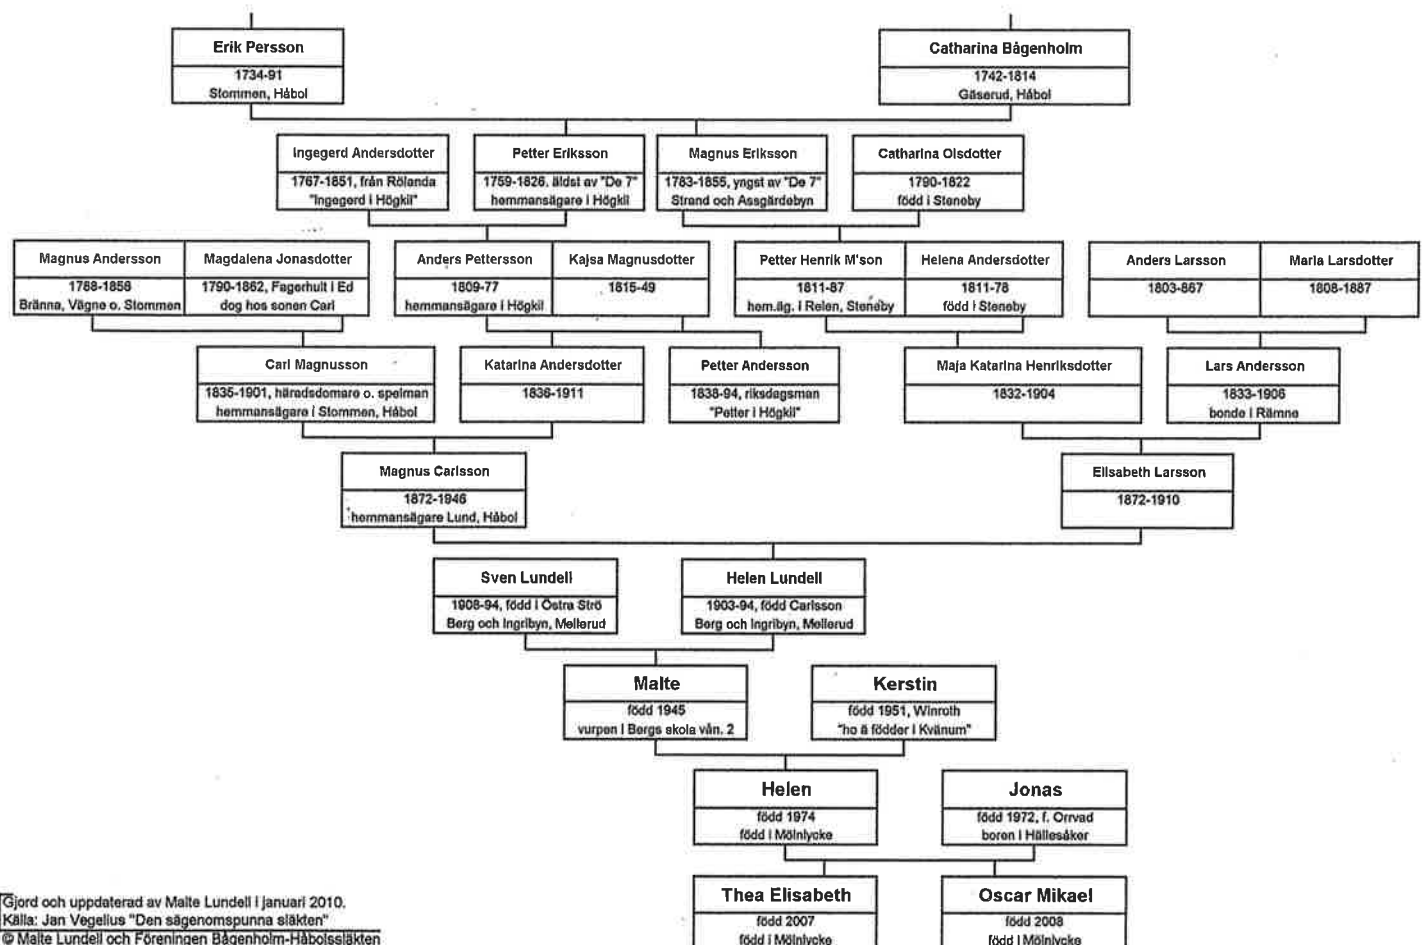 Erik Persson
1734-91
Stommen, Håbol
Catharina Bågenholm
1742-1814
Gäserud, Håbol
Ingegerd Andersdotter
1767-1851, från Rölanda
"Ingegerd i Högkil"
Petter Eriksson
1759-1826, äldst av "De 7"
hemmansägare i Högkil
Magnus Eriksson
1783-1855, yngst av "De 7"
Strand och Assgärdebyn
Catharina Olsdotter
1790-1822
född i Steneby
Magnus Andersson
1788-1858
Bränna, Vägne o. Stommen
Magdalena Jonasdotter
1790-1862, Fagerhult i Ed
dog hos sonen Carl
Anders Pettersson
1809-77
hemmansägare i Högkil
Kajsa Magnusdotter
1815-49
Petter Henrik M'son
1811-87
hem.äg. i Relen, Steneby
Helena Andersdotter
1811-78
född i Steneby
Anders Larsson
1803-867
Maria Larsdotter
1808-1887
Carl Magnusson
1835-1901, häradsdomare o. spelman
hemmansägare i Stommen, Håbol
Katarina Andersdotter
1836-1911
Petter Andersson
1838-94, riksdagsman
"Petter i Högkil"
Maja Katarina Henriksdotter
1832-1904
Lars Andersson
1833-1906
bonde i Rämne
Magnus Carlsson
1872-1946
hemmansägare Lund, Håbol
Elisabeth Larsson
1872-1910
Sven Lundell
1908-94, född i Östra Strö
Berg och Ingribyn, Mellerud
Helen Lundell
1903-94, född Carlsson
Berg och Ingribyn, Mellerud
Malte
född 1945
vurpen i Bergs skola vån. 2
Kerstin
född 1951, Winroth
"ho ä födder i Kvänum"
Helen
född 1974
född i Mölnlycke
Jonas
född 1972, f. Orrvad
boren i Hällesåker
Thea Elisabeth
född 2007
född i Mölnlycke
Oscar Mikael
född 2008
född i Mölnlycke
Gjord och uppdaterad av Malte Lundell i januari 2010.
Källa: Jan Vegelius "Den sägenomspunna släkten"
© Malte Lundell och Föreningen Bågenholm-Håbolssläkten